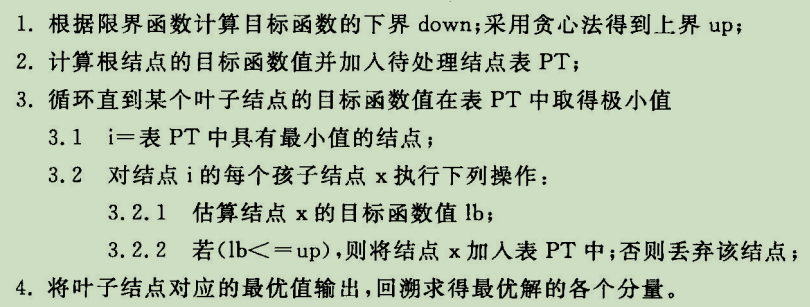 1. 根据限界函数计算目标函数的下界 down;采用贪心法得到上界 up;
2. 计算根结点的目标函数值并加入待处理结点表 PT;
3. 循环直到某个叶子结点的目标函数值在表 PT 中取得极小值
3.1 i=表 PT 中具有最小值的结点;
3.2 对结点 i 的每个孩子结点 x 执行下列操作:
3.2.1 估算结点 x 的目标函数值 lb;
3.2.2 若(lb<=up),则将结点 x 加入表 PT 中;否则丢弃该结点;
4. 将叶子结点对应的最优值输出,回溯求得最优解的各个分量。